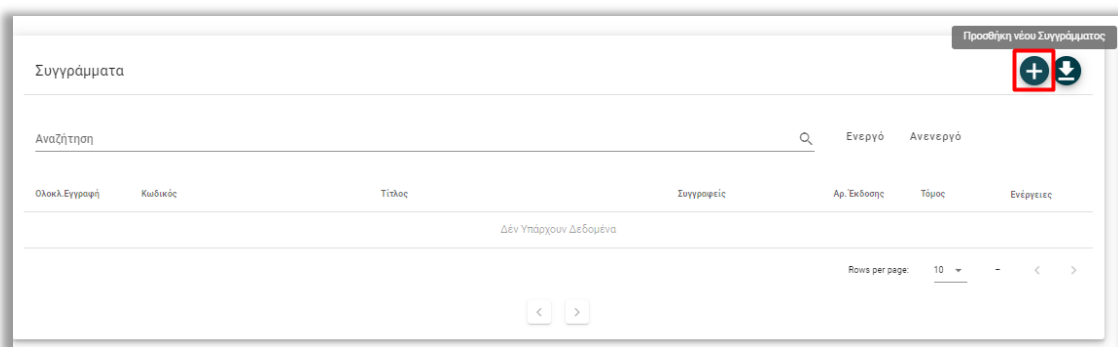 Προσθήκη νέου Συγγράμματος
Συγγράμματα
Αναζήτηση Ενεργό Ανενεργό
Ολοκλ.Εγγραφή Κωδικός Τίτλος Συγγραφείς Αρ. Έκδοσης Τόμος Ενέργειες
Δέν Υπάρχουν Δεδομένα
Rows per page: 10 –